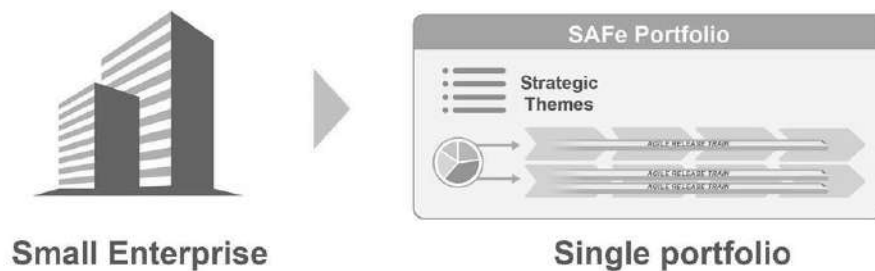 SAFe Portfolio
Strategic
Themes
AGILE RELEASE TRAIN
AGILE RELEASE TRAIN
AGILE RELEASE TRAIN
Small Enterprise
Single portfolio